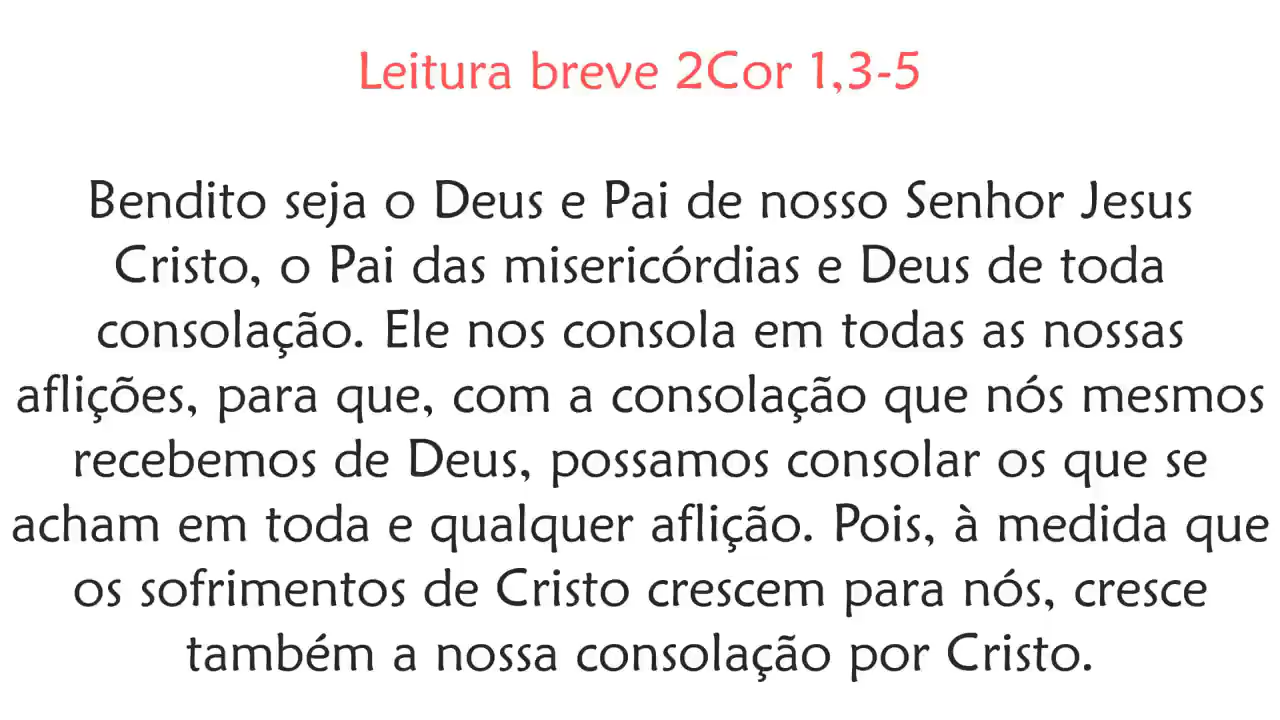 Leitura breve 2Cor 1,3-5
Bendito seja o Deus e Pai de nosso Senhor Jesus
Cristo, o Pai das misericórdias e Deus de toda
consolação. Ele nos consola em todas as nossas
aflições, para que, com a consolação que nós mesmos
recebemos de Deus, possamos consolar os que se
acham em toda e qualquer aflição. Pois, à medida que
os sofrimentos de Cristo crescem para nós, cresce
também a nossa consolação por Cristo.